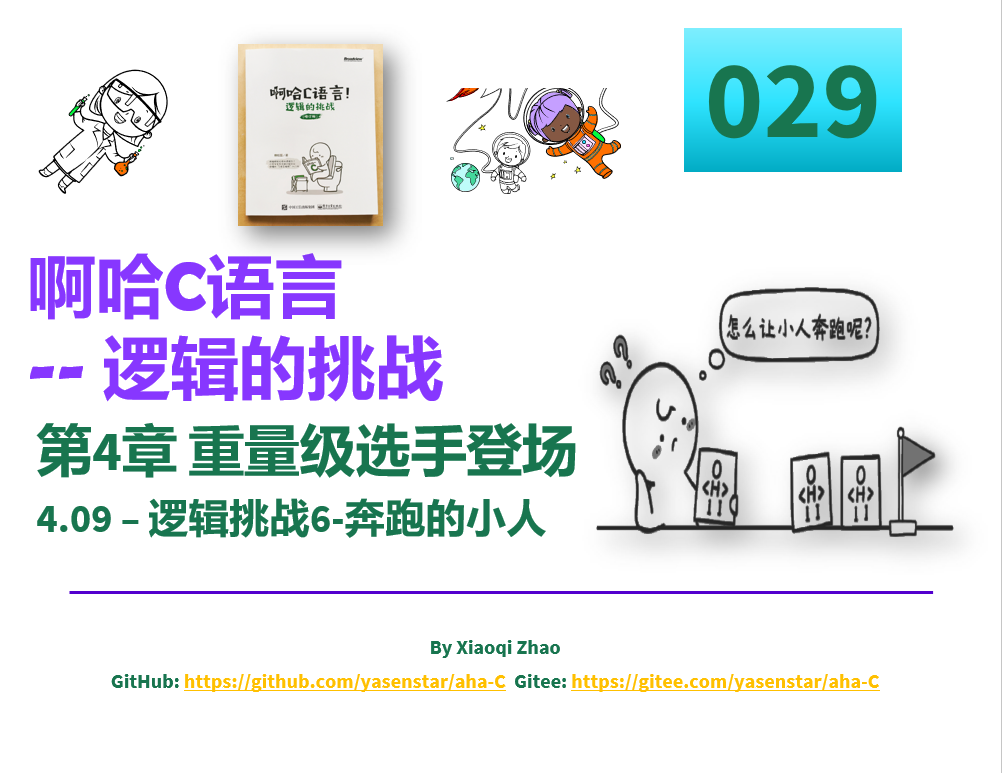 啊哈C语言!
逻辑的挑战
029
啊哈C语言
-- 逻辑的挑战
怎么让小人奔跑呢?
第4章 重量级选手登场
4.09 – 逻辑挑战6-奔跑的小人
O O O
<H> <H> <H>
I I I I I I
By Xiaoqi Zhao
GitHub: https://github.com/yasenstar/aha-C Gitee: https://gitee.com/yasenstar/aha-C